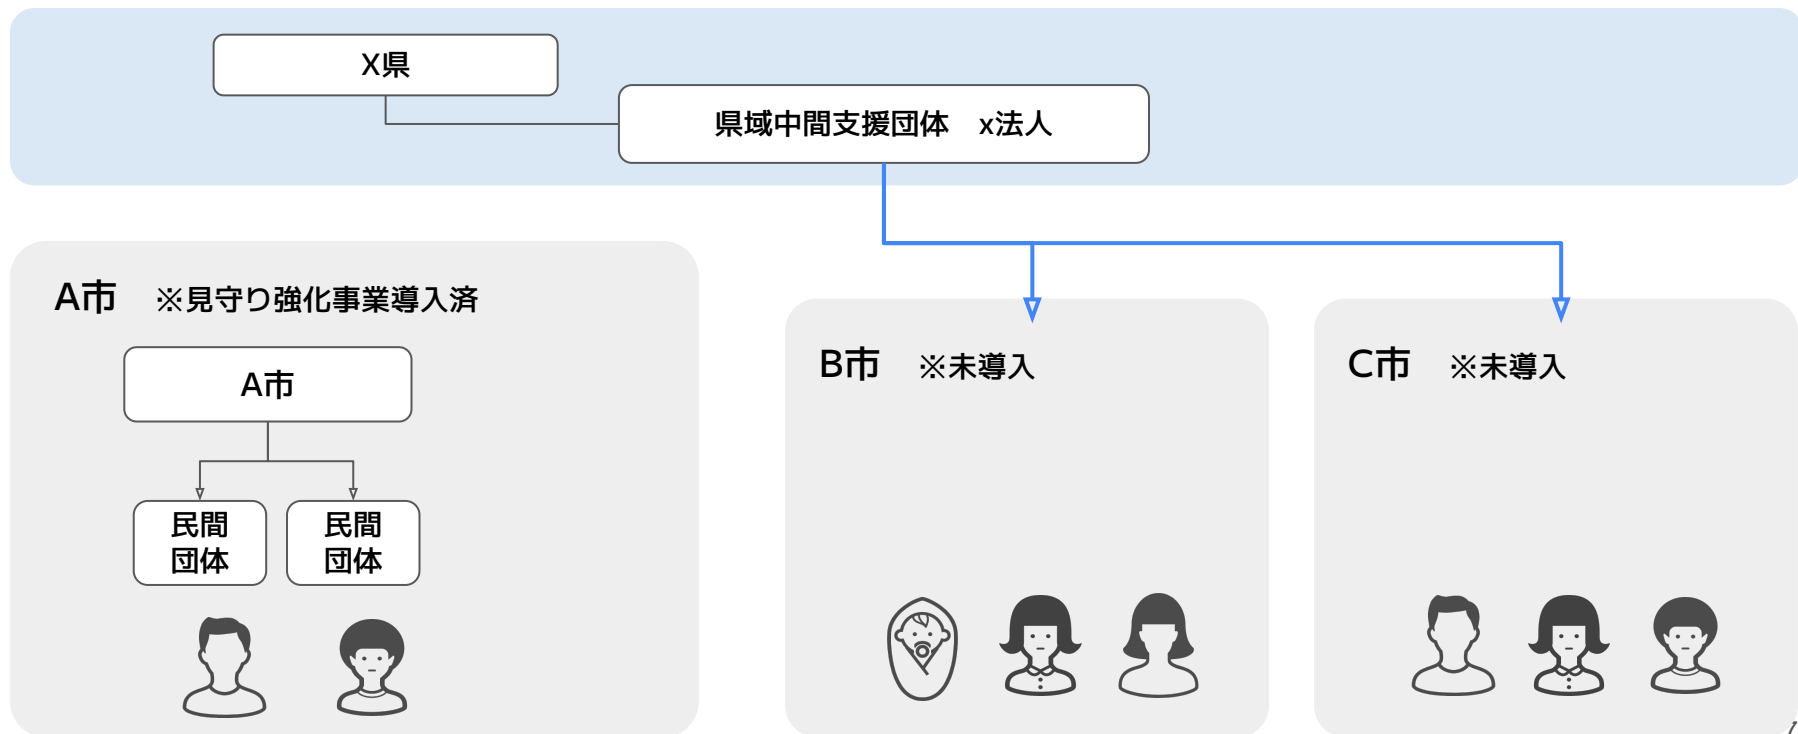 X県
県域中間支援団体　x法人
A市　※見守り強化事業導入済
A市
民間
団体
民間
団体
B市　※未導入
C市　※未導入